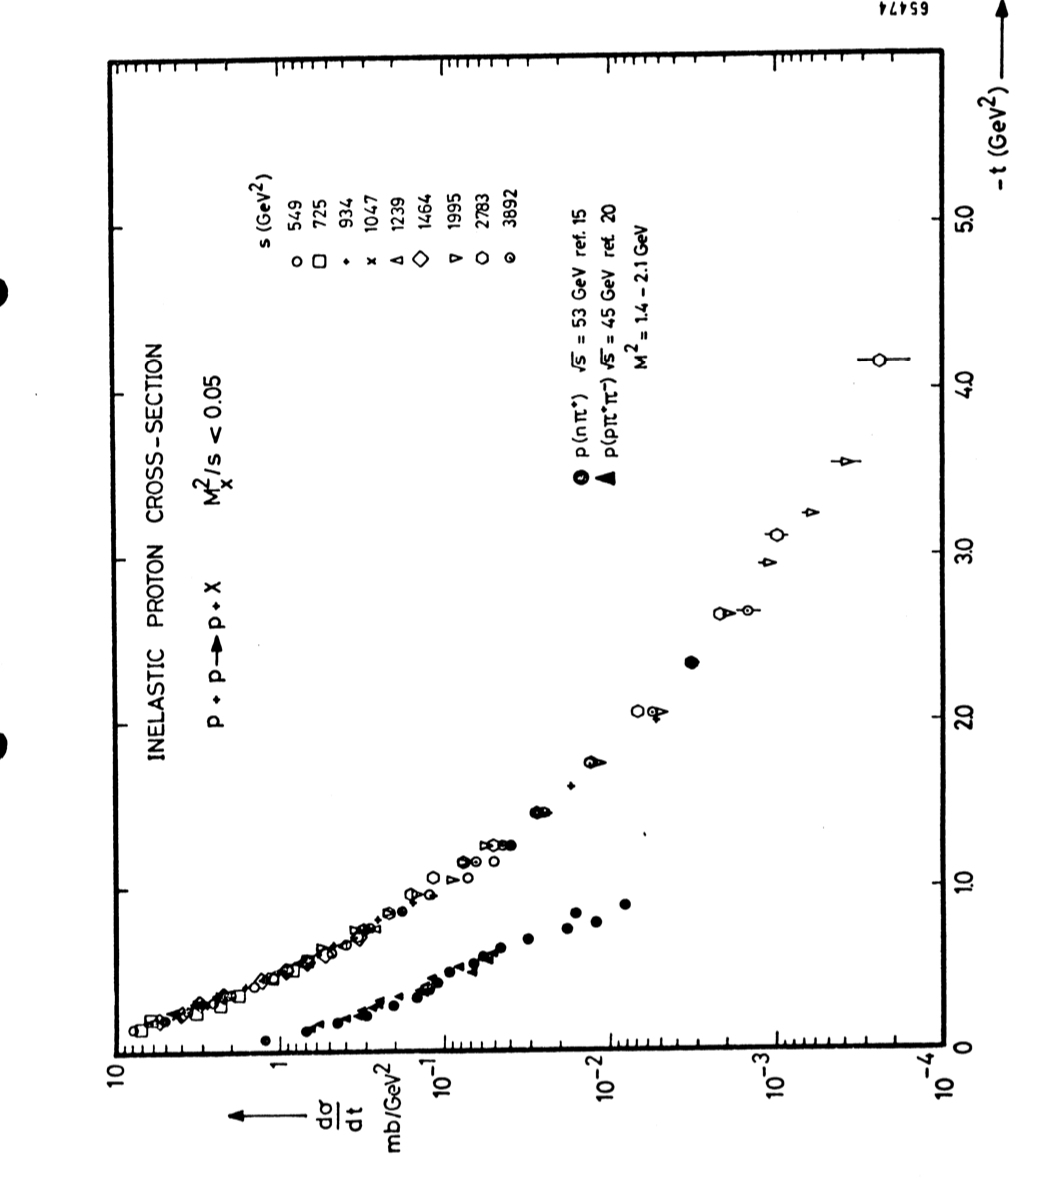 INELASTIC PROTON CROSS-SECTION
p + p → p + X M_x^2/s < 0.05
s (GeV^2)
○ 549
□ 725
+ 934
x 1047
△ 1239
◇ 1464
▽ 1995
⬡ 2783
⊙ 3892
● p(nπ⁺) √s = 53 GeV ref. 15
▲ p(pπ⁺π⁻) √s = 45 GeV ref. 20
M^2 = 1.4 - 2.1 GeV
dσ
dt
mb/GeV^2
10
1
10^-1
10^-2
10^-3
10^-4
0
1.0
2.0
3.0
4.0
5.0
-t (GeV^2)
65474